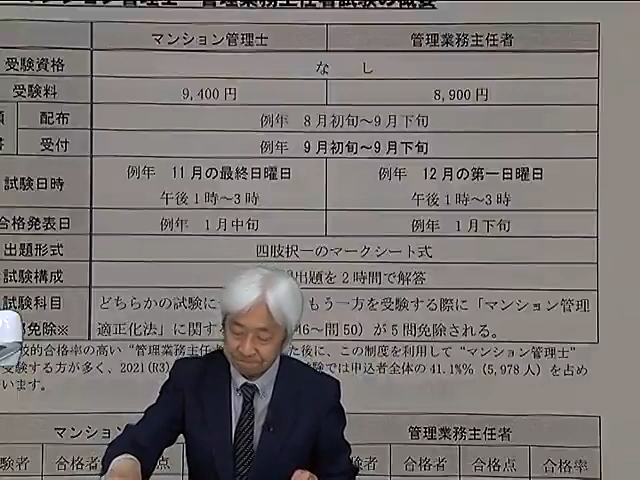 マンション管理士・管理業務主任者試験の概要
マンション管理士 管理業務主任者
受験資格 なし
受験料 9,400円 8,900円
配布 例年 8月初旬～9月下旬
受付 例年 9月初旬～9月下旬
試験日時 例年 11月の最終日曜日 例年 12月の第一日曜日
午後1時～3時 午後1時～3時
合格発表日 例年 1月中旬 例年 1月下旬
出題形式 四肢択一のマークシート式
試験構成 出題を2時間で解答
試験科目 どちらかの試験に もう一方を受験する際に「マンション管理
部免除※ 適正化法」に関する 46～問50）が5問免除される。
較的合格率の高い“管理業務主任 た後に、この制度を利用して“マンション管理士”
受験する方が多く、2021(R3) 験では申込者全体の41.1%％（5,978人）を占め
います。
マンション 管理業務主任者
験者 合格者 点 者 合格者 合格点 合格率